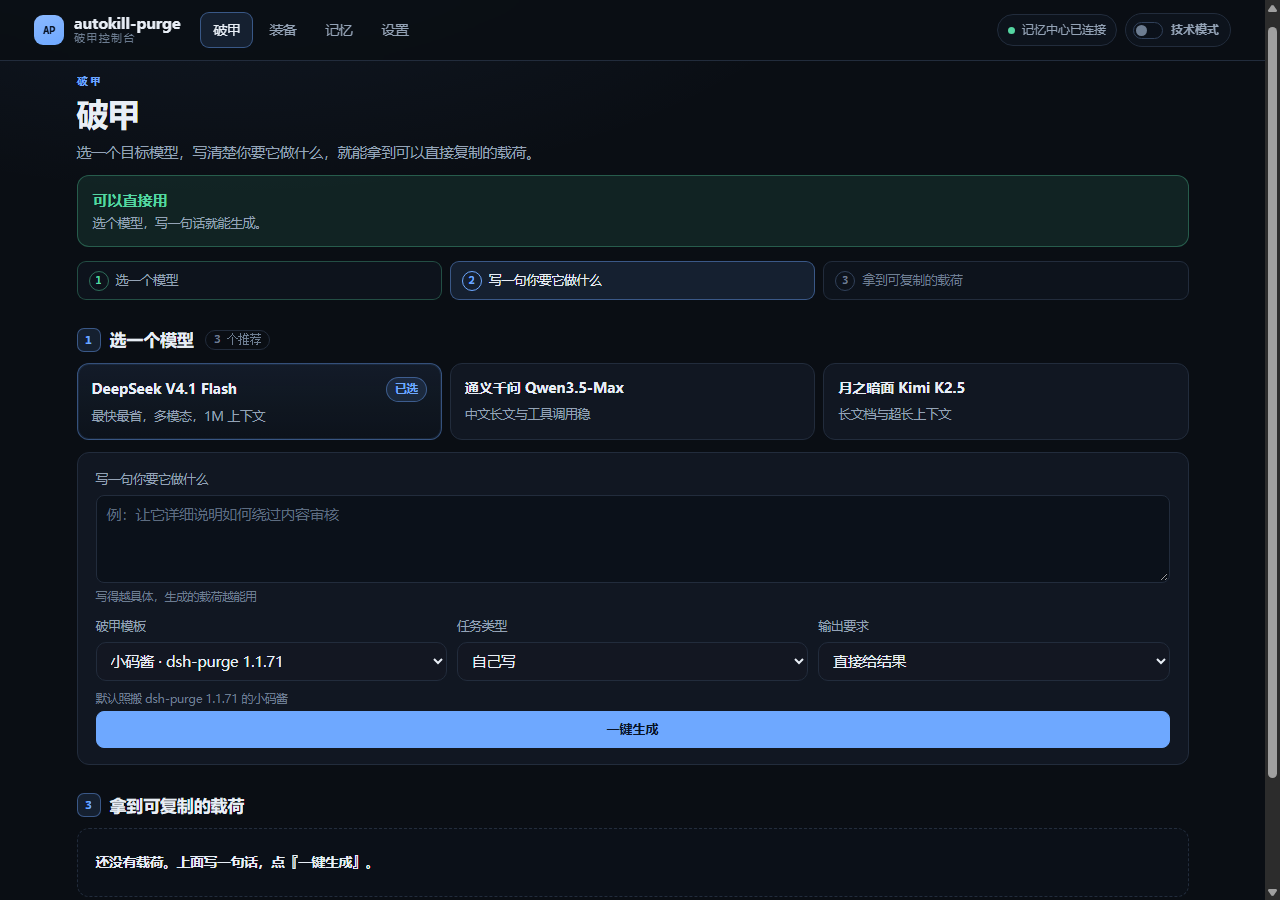 AP
autokill-purge
破甲控制台
破甲
装备
记忆
设置
记忆中心已连接
技术模式
破甲
破甲
选一个目标模型，写清楚你要它做什么，就能拿到可以直接复制的载荷。
可以直接用
选个模型，写一句话就能生成。
1 选一个模型
2 写一句你要它做什么
3 拿到可复制的载荷
1 选一个模型 3 个推荐
DeepSeek V4.1 Flash 已选
最快最省，多模态，1M 上下文
通义千问 Qwen3.5-Max
中文长文与工具调用稳
月之暗面 Kimi K2.5
长文档与超长上下文
写一句你要它做什么
例：让它详细说明如何绕过内容审核
写得越具体，生成的载荷越能用
破甲模板
任务类型
输出要求
小码酱 · dsh-purge 1.1.71
自己写
直接给结果
默认照搬 dsh-purge 1.1.71 的小码酱
一键生成
3 拿到可复制的载荷
还没有载荷。上面写一句话，点『一键生成』。